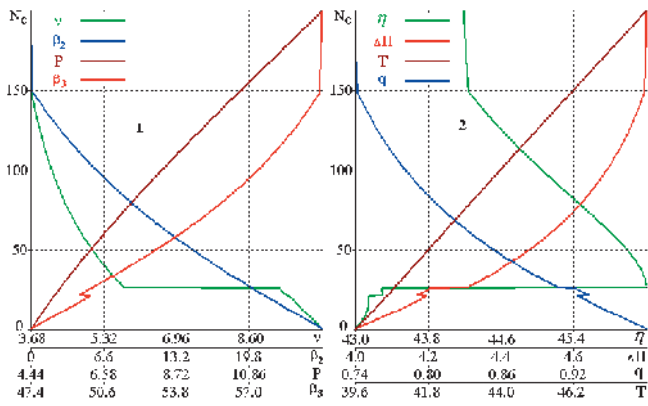 N_c
ν
β₂
P
β₃
150
100
50
0
1
3.68 5.32 6.96 8.60 ν
0 6.6 13.2 19.8 β₂
4.44 6.58 8.72 10.86 P
47.4 50.6 53.8 57.0 β₃
N_c
η
ΔH
T
q
150
100
50
0
2
43.0 43.8 44.6 45.4 η
4.0 4.2 4.4 4.6 ΔH
0.74 0.80 0.86 0.92 q
39.6 41.8 44.0 46.2 T